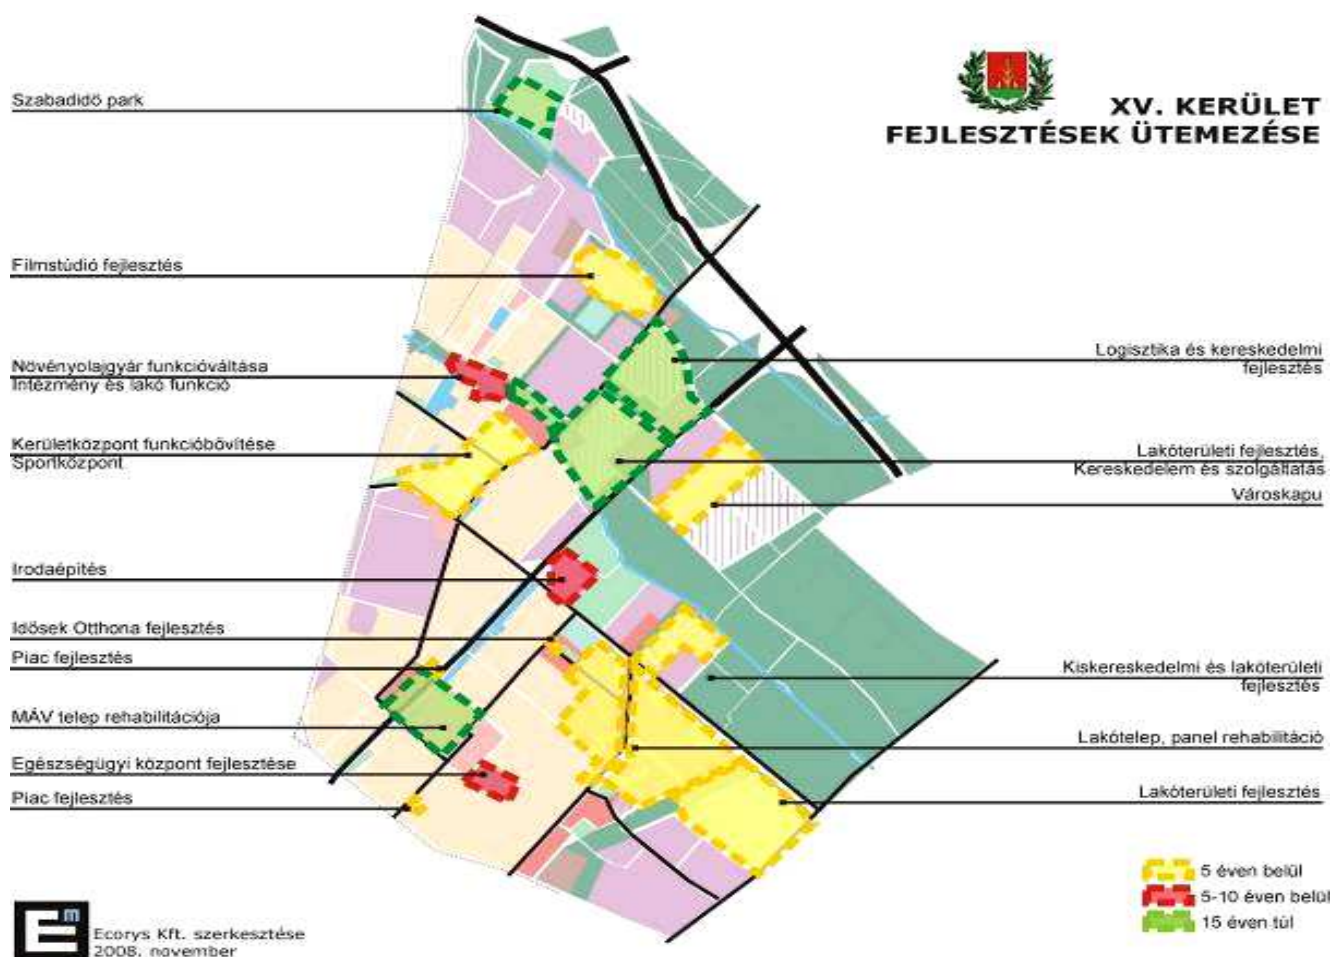 XV. KERÜLET
FEJLESZTÉSEK ÜTEMEZÉSE
Szabadidő park
Filmstúdió fejlesztés
Növényolajgyár funkcióváltása
Intézmény és lakó funkció
Kerületközpont funkcióbővítése
Sportközpont
Irodaépítés
Idősek Otthona fejlesztés
Piac fejlesztés
MÁV telep rehabilitációja
Egészségügyi központ fejlesztése
Piac fejlesztés
Logisztika és kereskedelmi
fejlesztés
Lakóterületi fejlesztés,
Kereskedelem és szolgáltatás
Városkapu
Kiskereskedelmi és lakóterületi
fejlesztés
Lakótelep, panel rehabilitáció
Lakóterületi fejlesztés
5 éven belül
5-10 éven belül
15 éven túl
E m
Ecorys Kft. szerkesztése
2008. november